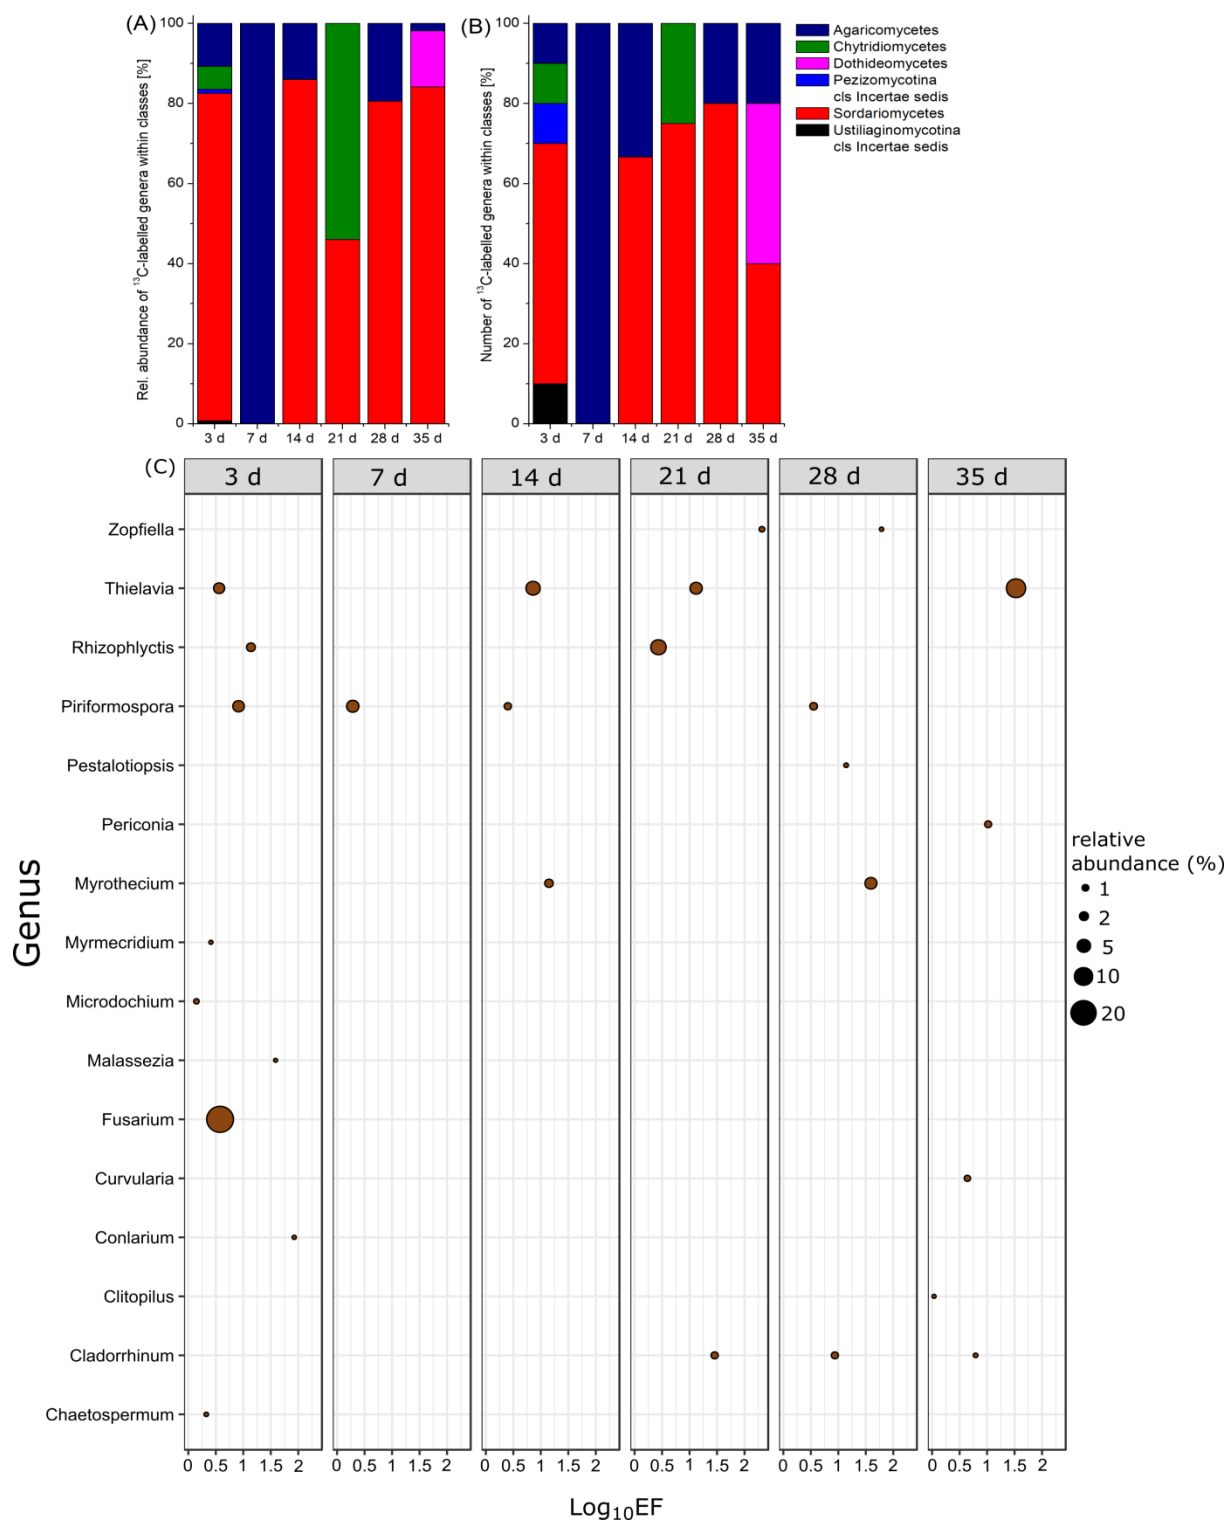 (A)
Rel. abundance of ¹³C-labelled genera within classes [%]
100
80
60
40
20
0
3 d 7 d 14 d 21 d 28 d 35 d
(B)
Number of ¹³C-labelled genera within classes [%]
100
80
60
40
20
0
3 d 7 d 14 d 21 d 28 d 35 d
Agaricomycetes
Chytridiomycetes
Dothideomycetes
Pezizomycotina
cls Incertae sedis
Sordariomycetes
Ustiliaginomycotina
cls Incertae sedis
(C)
3 d 7 d 14 d 21 d 28 d 35 d
Genus
Zopfiella
Thielavia
Rhizophlyctis
Piriformospora
Pestalotiopsis
Periconia
Myrothecium
Myrmecridium
Microdochium
Malassezia
Fusarium
Curvularia
Conlarium
Clitopilus
Cladorrhinum
Chaetospermum
0 0.5 1 1.5 2 0 0.5 1 1.5 2 0 0.5 1 1.5 2 0 0.5 1 1.5 2 0 0.5 1 1.5 2 0 0.5 1 1.5 2
Log₁₀EF
relative
abundance (%)
1
2
5
10
20